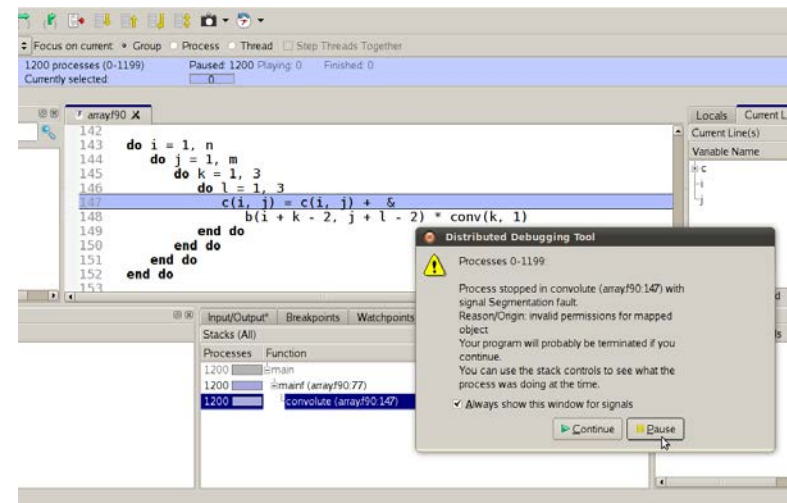 Focus on current: Group Process Thread Step Threads Together
1200 processes (0-1199) Paused: 1200 Playing: 0 Finished: 0
Currently selected: 0
array.f90 Locals Current L
Current Line(s)
Variable Name
c
i
j
142
143 do i = 1, n
144 do j = 1, m
145 do k = 1, 3
146 do l = 1, 3
147 c(i, j) = c(i, j) + &
148 b(i + k - 2, j + l - 2) * conv(k, 1)
149 end do
150 end do
151 end do
152 end do
153
Distributed Debugging Tool
Processes 0-1199:
Process stopped in convolute (array.f90:147) with
signal Segmentation fault.
Reason/Origin: invalid permissions for mapped
object
Your program will probably be terminated if you
continue.
You can use the stack controls to see what the
process was doing at the time.
Always show this window for signals
Continue Pause
Input/Output* Breakpoints Watchpoints
Stacks (All)
Processes Function
1200 main
1200 mainf (array.f90:77)
1200 convolute (array.f90:147)